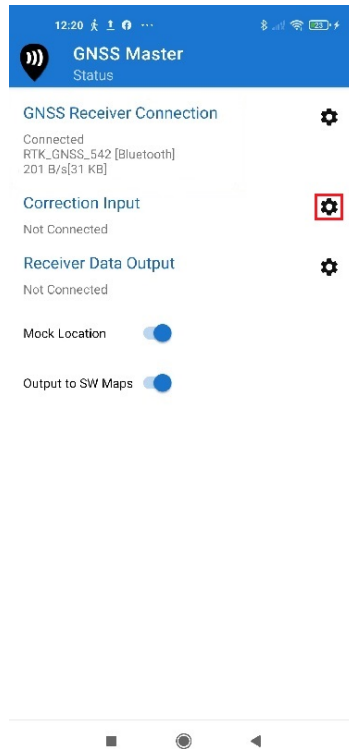 12:20 ...
23
GNSS Master
Status
GNSS Receiver Connection
Connected
RTK_GNSS_542 [Bluetooth]
201 B/s[31 KB]
Correction Input
Not Connected
Receiver Data Output
Not Connected
Mock Location
Output to SW Maps